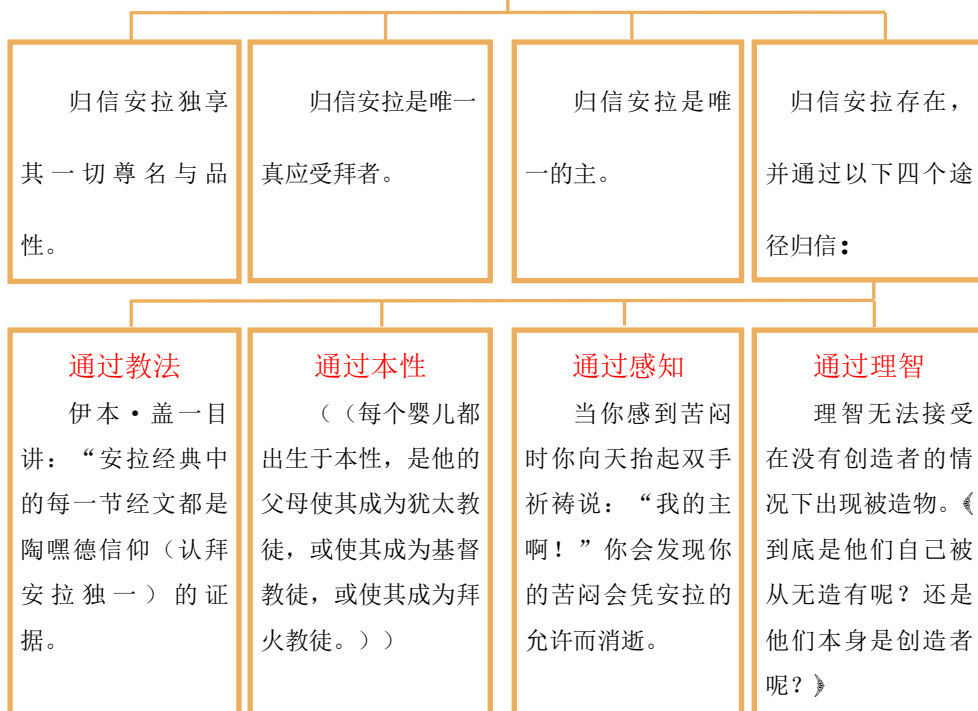 归信安拉独享
其一切尊名与品
性。
归信安拉是唯一
真应受拜者。
归信安拉是唯
一的主。
归信安拉存在，
并通过以下四个途
径归信：
通过教法
伊本·盖一目
讲：“安拉经典中
的每一节经文都是
陶嘿德信仰（认拜
安拉独一）的证
据。
通过本性
（（每个婴儿都
出生于本性，是他的
父母使其成为犹太教
徒，或使其成为基督
教徒，或使其成为拜
火教徒。））
通过感知
当你感到苦闷
时你向天抬起双手
祈祷说：“我的主
啊！”你会发现你
的苦闷会凭安拉的
允许而消逝。
通过理智
理智无法接受
在没有创造者的情
况下出现被造物。﴾
到底是他们自己被
从无造有呢？还是
他们本身是创造者
呢？﴿